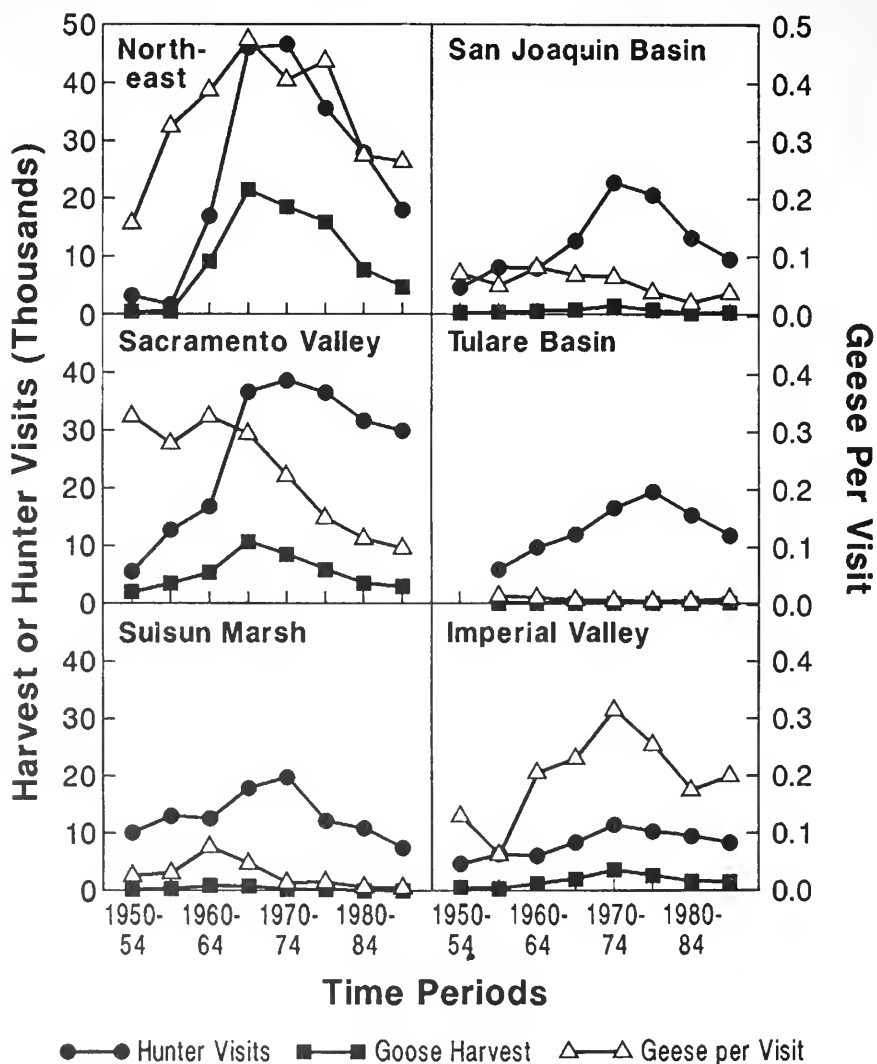 North-
east
San Joaquin Basin
50
40
30
20
10
0
0.5
0.4
0.3
0.2
0.1
0.0
Sacramento Valley
Tulare Basin
40
30
20
10
0
0.4
0.3
0.2
0.1
0.0
Suisun Marsh
Imperial Valley
40
30
20
10
0
0.4
0.3
0.2
0.1
0.0
Harvest or Hunter Visits (Thousands)
Geese Per Visit
1950- 1960- 1970- 1980- 1950- 1960- 1970- 1980-
54 64 74 84 54 64 74 84
Time Periods
Hunter Visits Goose Harvest Geese per Visit